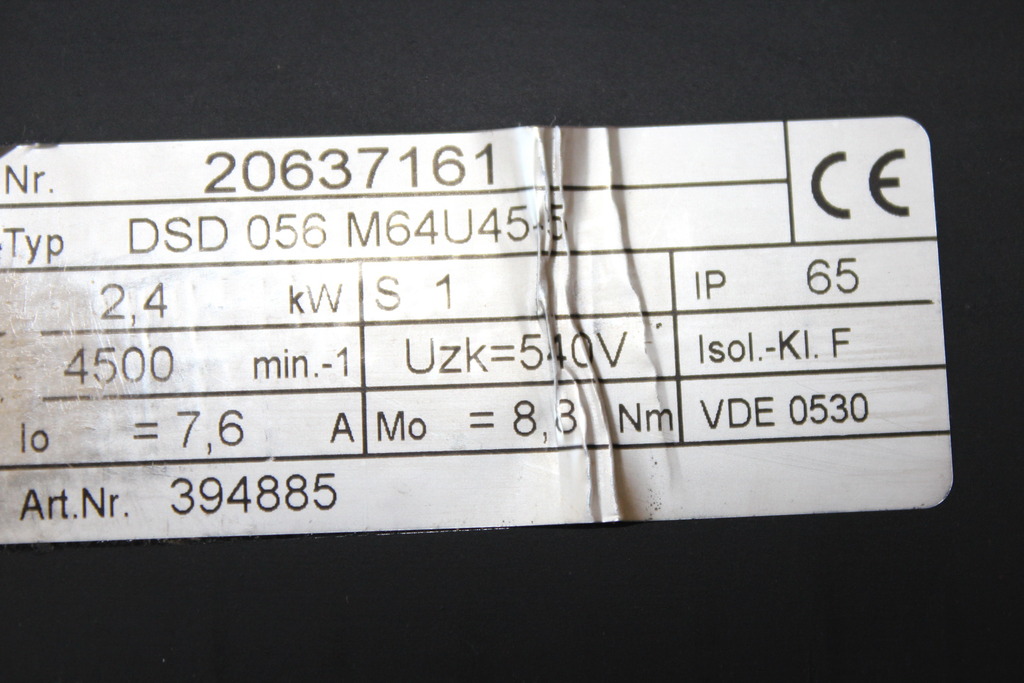 Nr. 20637161
CE
-Typ DSD 056 M64U45-5
2,4 kW S 1 IP 65
4500 min.-1 Uzk=540V Isol.-Kl. F
Io = 7,6 A Mo = 8,3 Nm VDE 0530
Art.Nr. 394885